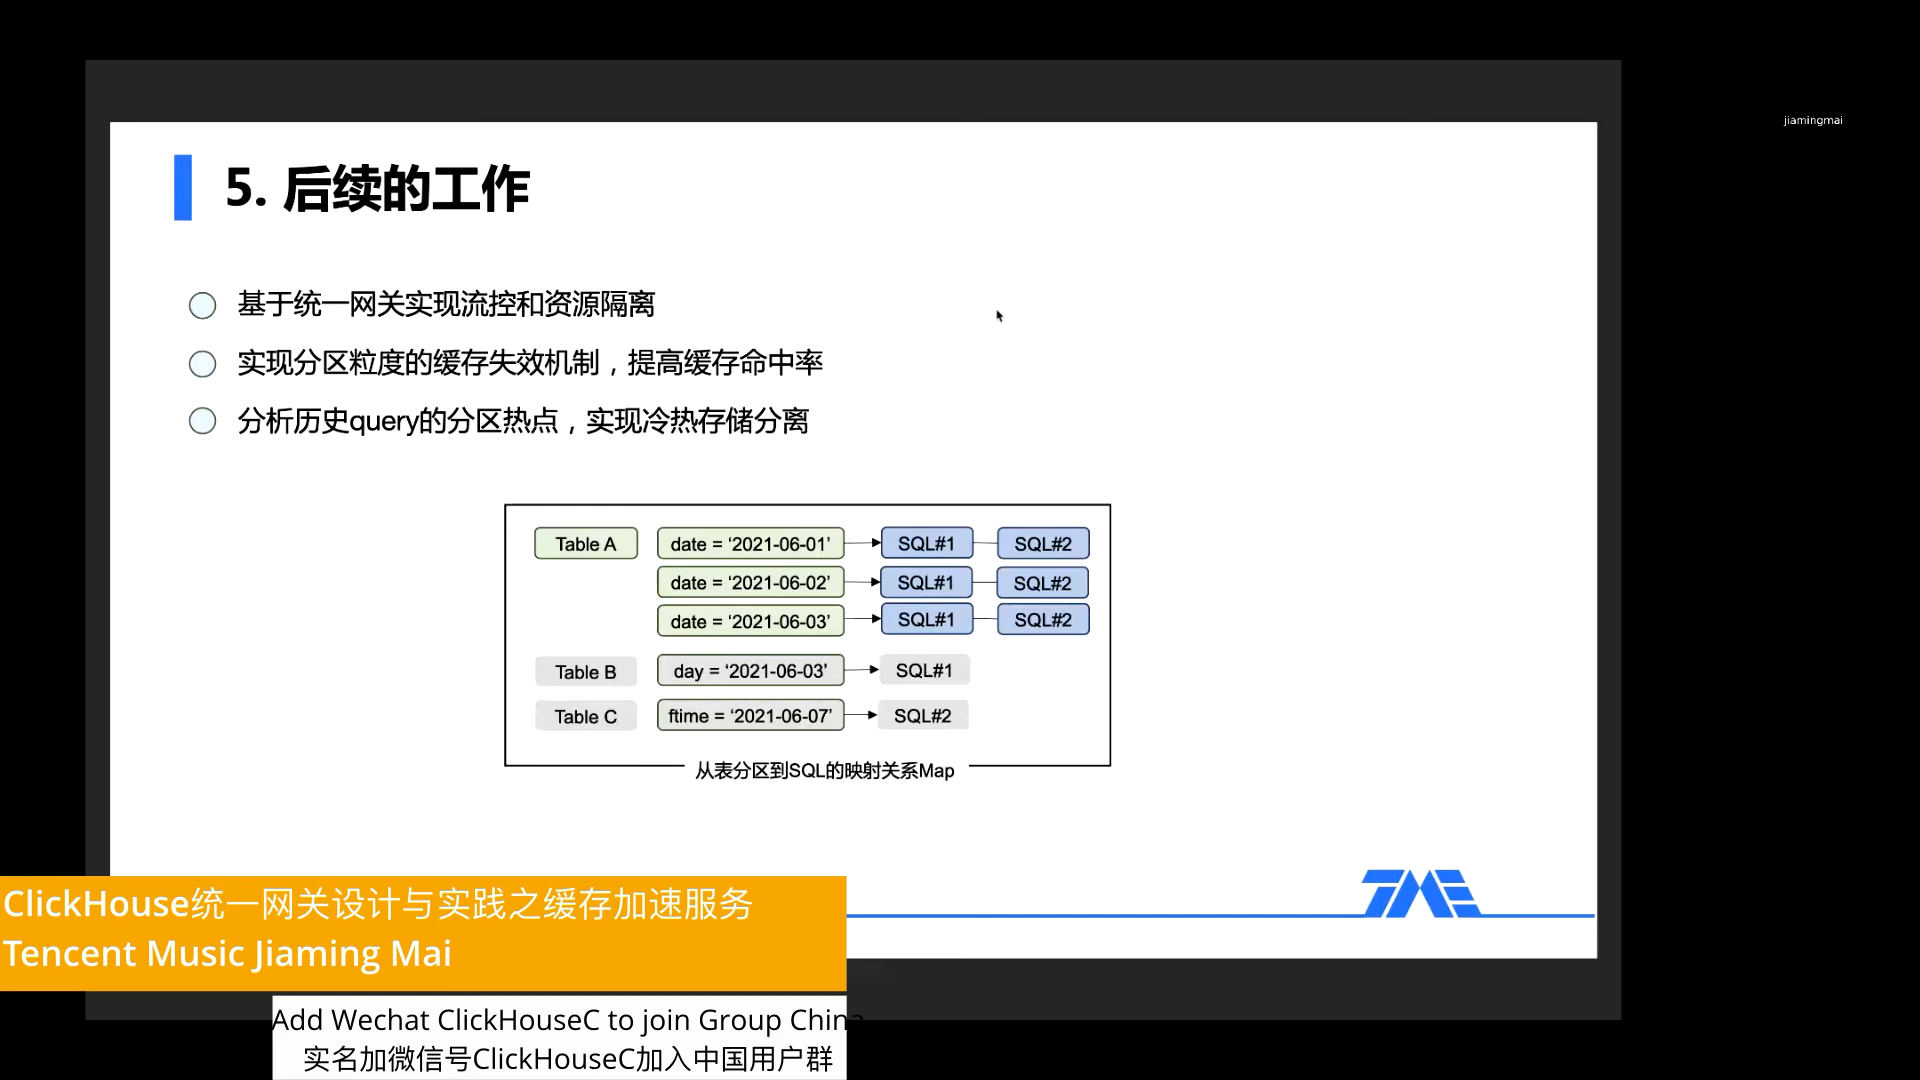 jiamingmai
5. 后续的工作
基于统一网关实现流控和资源隔离
实现分区粒度的缓存失效机制，提高缓存命中率
分析历史query的分区热点，实现冷热存储分离
Table A date = ‘2021-06-01’ SQL#1 SQL#2
date = ‘2021-06-02’ SQL#1 SQL#2
date = ‘2021-06-03’ SQL#1 SQL#2
Table B day = ‘2021-06-03’ SQL#1
Table C ftime = ‘2021-06-07’ SQL#2
从表分区到SQL的映射关系Map
TME
ClickHouse统一网关设计与实践之缓存加速服务
Tencent Music Jiaming Mai
Add Wechat ClickHouseC to join Group China
实名加微信号ClickHouseC加入中国用户群